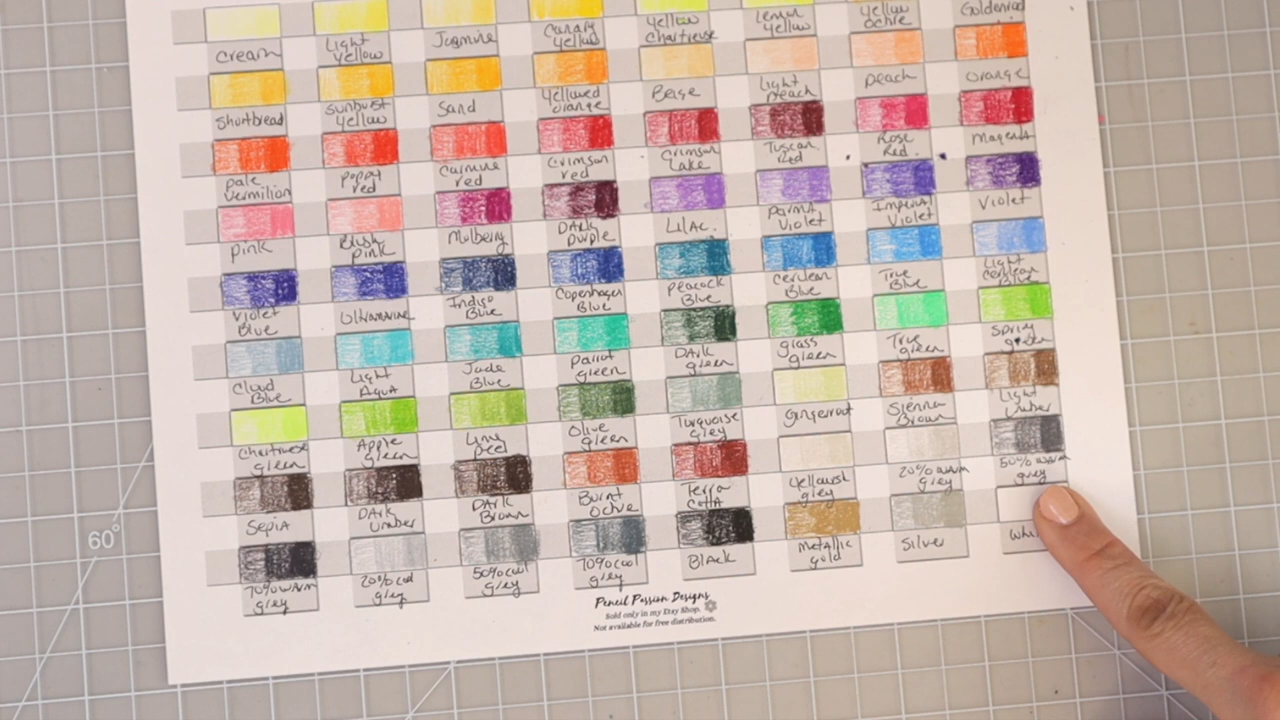 Cream
Light
yellow
Jasmine
Canary
yellow
yellow
Chartreuse
Lemon
yellow
yellow
ochre
Goldenrod
Shortbread
Sunburst
yellow
Sand
yellowed
orange
Beige
Light
peach
peach
orange
pale
vermilion
poppy
red
Carmine
red
Crimson
red
Crimson
Lake
Tuscan
Red
Rose
Red.
Magenta
pink
Blush
pink
Mulberry
DARK
purple
LiLAc.
parma
Violet
Imperial
Violet
Violet
Violet
Blue
Ultramarine
Indigo
Blue
Copenhagen
Blue
Peacock
Blue
Cerulean
Blue
True
Blue
Light
Cerulean
Blue
Cloud
Blue
Light
AquA
Jade
Blue
parrot
green
DARK
green
grass
green
True
green
Spring
green
Chartreuse
green
Apple
green
Lime
peel
Olive
green
Turquoise
grey
gingerroot
Sienna
Brown
Light
Umber
SepiA
DARK
Umber
DARK
Brown
Burnt
Ochre
Terra
CottA
yellowish
grey
20% warm
grey
50% warm
grey
70% warm
grey
20% cool
grey
50% cool
grey
70% cool
grey
BlAck
Metallic
gold
Silver
Pencil Passion Designs
Sold only in my Etsy Shop.
Not available for free distribution.
60°